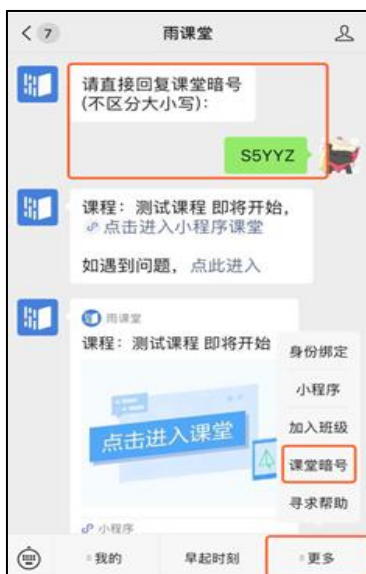 7
雨课堂
请直接回复课堂暗号
(不区分大小写):
S5YYZ
课程:测试课程 即将开始,
点击进入小程序课堂
如遇到问题,点此进入
雨课堂
课程:测试课程 即将开始
点击进入课堂
小程序
身份绑定
小程序
加入班级
课堂暗号
寻求帮助
我的
早起时刻
更多